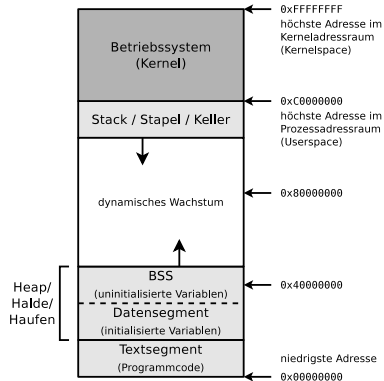 0xFFFFFFFF
höchste Adresse im
Kerneladressraum
(Kernelspace)
Betriebssystem
(Kernel)
0xC0000000
höchste Adresse im
Prozessadressraum
(Userspace)
Stack / Stapel / Keller
dynamisches Wachstum
0x80000000
Heap/
Halde/
Haufen
BSS
(uninitialisierte Variablen)
0x40000000
Datensegment
(initialisierte Variablen)
Textsegment
(Programmcode)
niedrigste Adresse
0x00000000